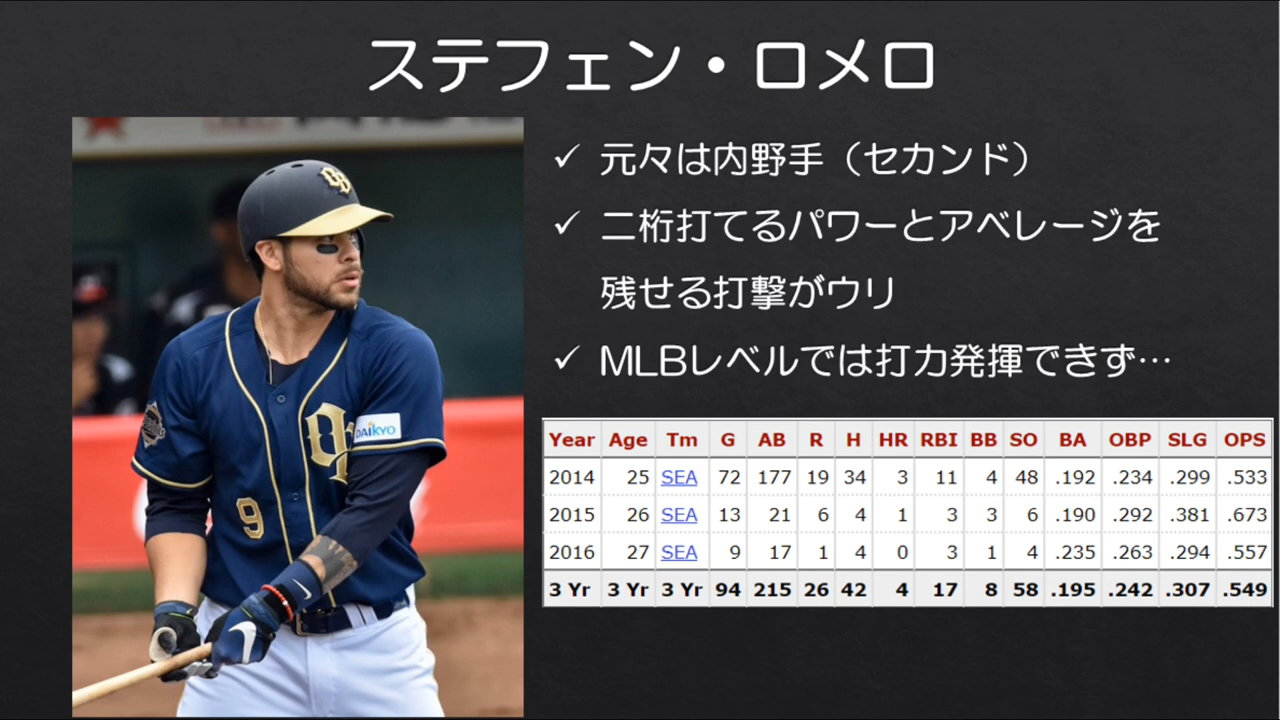 ステフェン・ロメロ
✓ 元々は内野手（セカンド）
✓ 二桁打てるパワーとアベレージを
残せる打撃がウリ
✓ MLBレベルでは打力発揮できず…
DAIKYO
9
Year Age Tm G AB R H HR RBI BB SO BA OBP SLG OPS
2014 25 SEA 72 177 19 34 3 11 4 48 .192 .234 .299 .533
2015 26 SEA 13 21 6 4 1 3 3 6 .190 .292 .381 .673
2016 27 SEA 9 17 1 4 0 3 1 4 .235 .263 .294 .557
3 Yr 3 Yr 3 Yr 94 215 26 42 4 17 8 58 .195 .242 .307 .549